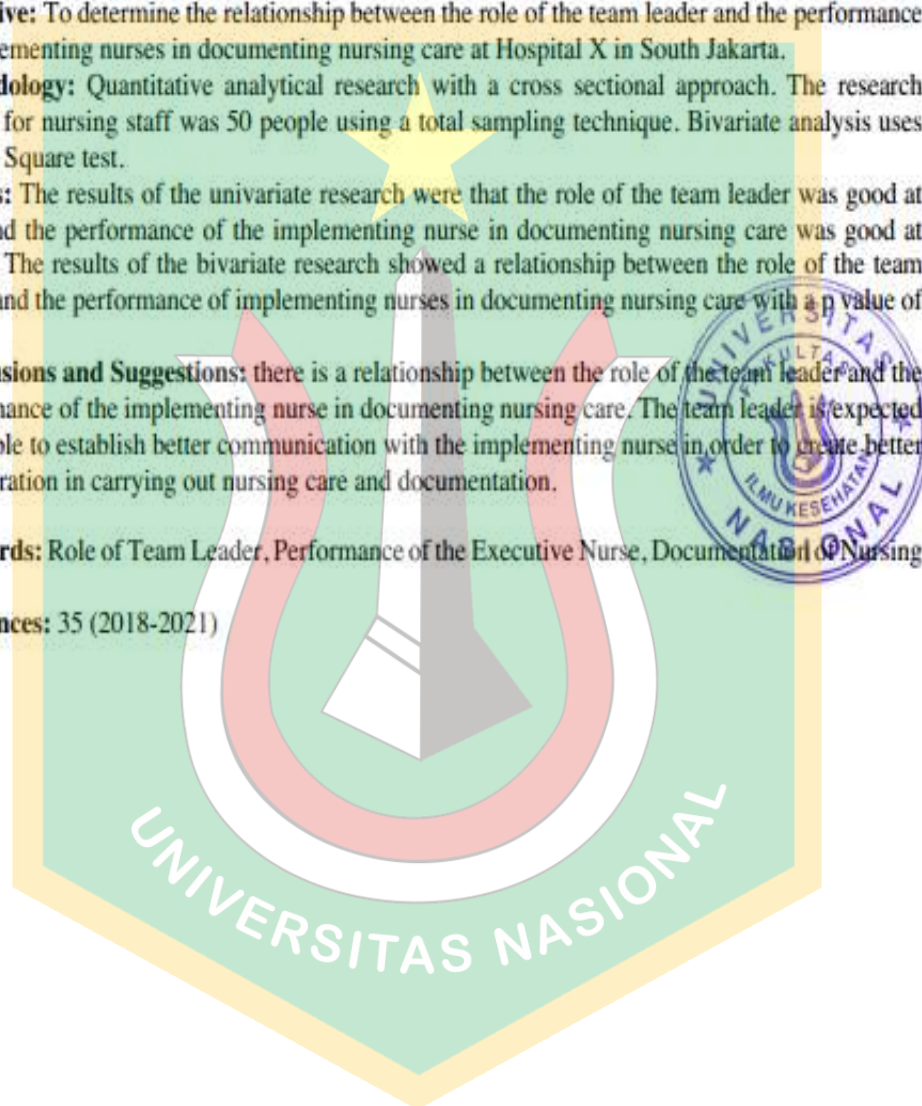 ive: To determine the relationship between the role of the team leader and the performance
ementing nurses in documenting nursing care at Hospital X in South Jakarta.
dology: Quantitative analytical research with a cross sectional approach. The research
for nursing staff was 50 people using a total sampling technique. Bivariate analysis uses
Square test.
s: The results of the univariate research were that the role of the team leader was good at
nd the performance of the implementing nurse in documenting nursing care was good at
The results of the bivariate research showed a relationship between the role of the team
and the performance of implementing nurses in documenting nursing care with a p value of
sions and Suggestions: there is a relationship between the role of the team leader and the
nance of the implementing nurse in documenting nursing care. The team leader is expected
ble to establish better communication with the implementing nurse in order to create better
ration in carrying out nursing care and documentation.
rds: Role of Team Leader, Performance of the Executive Nurse, Documentation of Nursing
nces: 35 (2018-2021)
UNIVERSITAS
FAKULTAS
ILMU KESEHATAN
NASIONAL
UNIVERSITAS NASIONAL